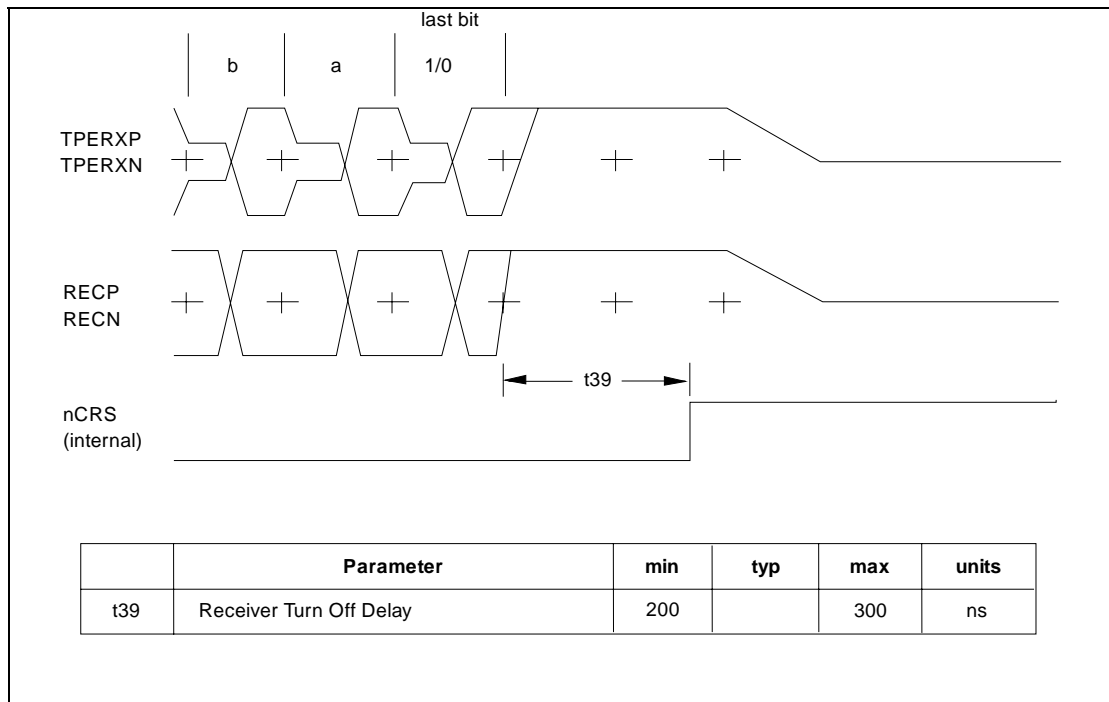 last bit
b a 1/0
TPERXP
TPERXN
RECP
RECN
t39
nCRS
(internal)
Parameter min typ max units
t39 Receiver Turn Off Delay 200 300 ns